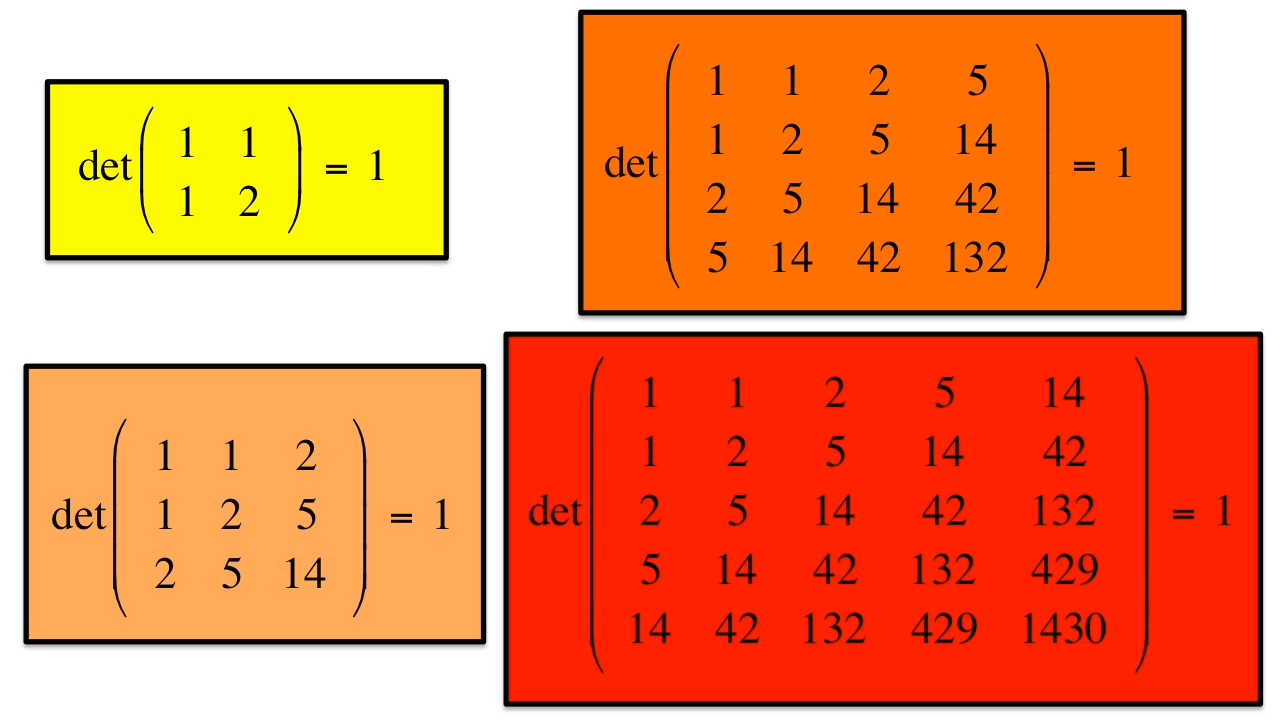 det ( 1 1
1 2 ) = 1
det ( 1 1 2 5
1 2 5 14
2 5 14 42
5 14 42 132 ) = 1
det ( 1 1 2
1 2 5
2 5 14 ) = 1
det ( 1 1 2 5 14
1 2 5 14 42
2 5 14 42 132
5 14 42 132 429
14 42 132 429 1430 ) = 1